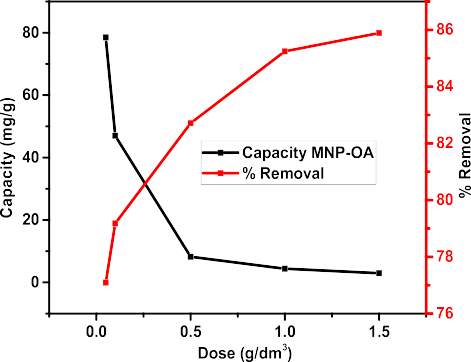 80
60
40
20
0
Capacity (mg/g)
0.0 0.5 1.0 1.5
Dose (g/dm³)
Capacity MNP-OA
% Removal
86
84
82
80
78
76
% Removal